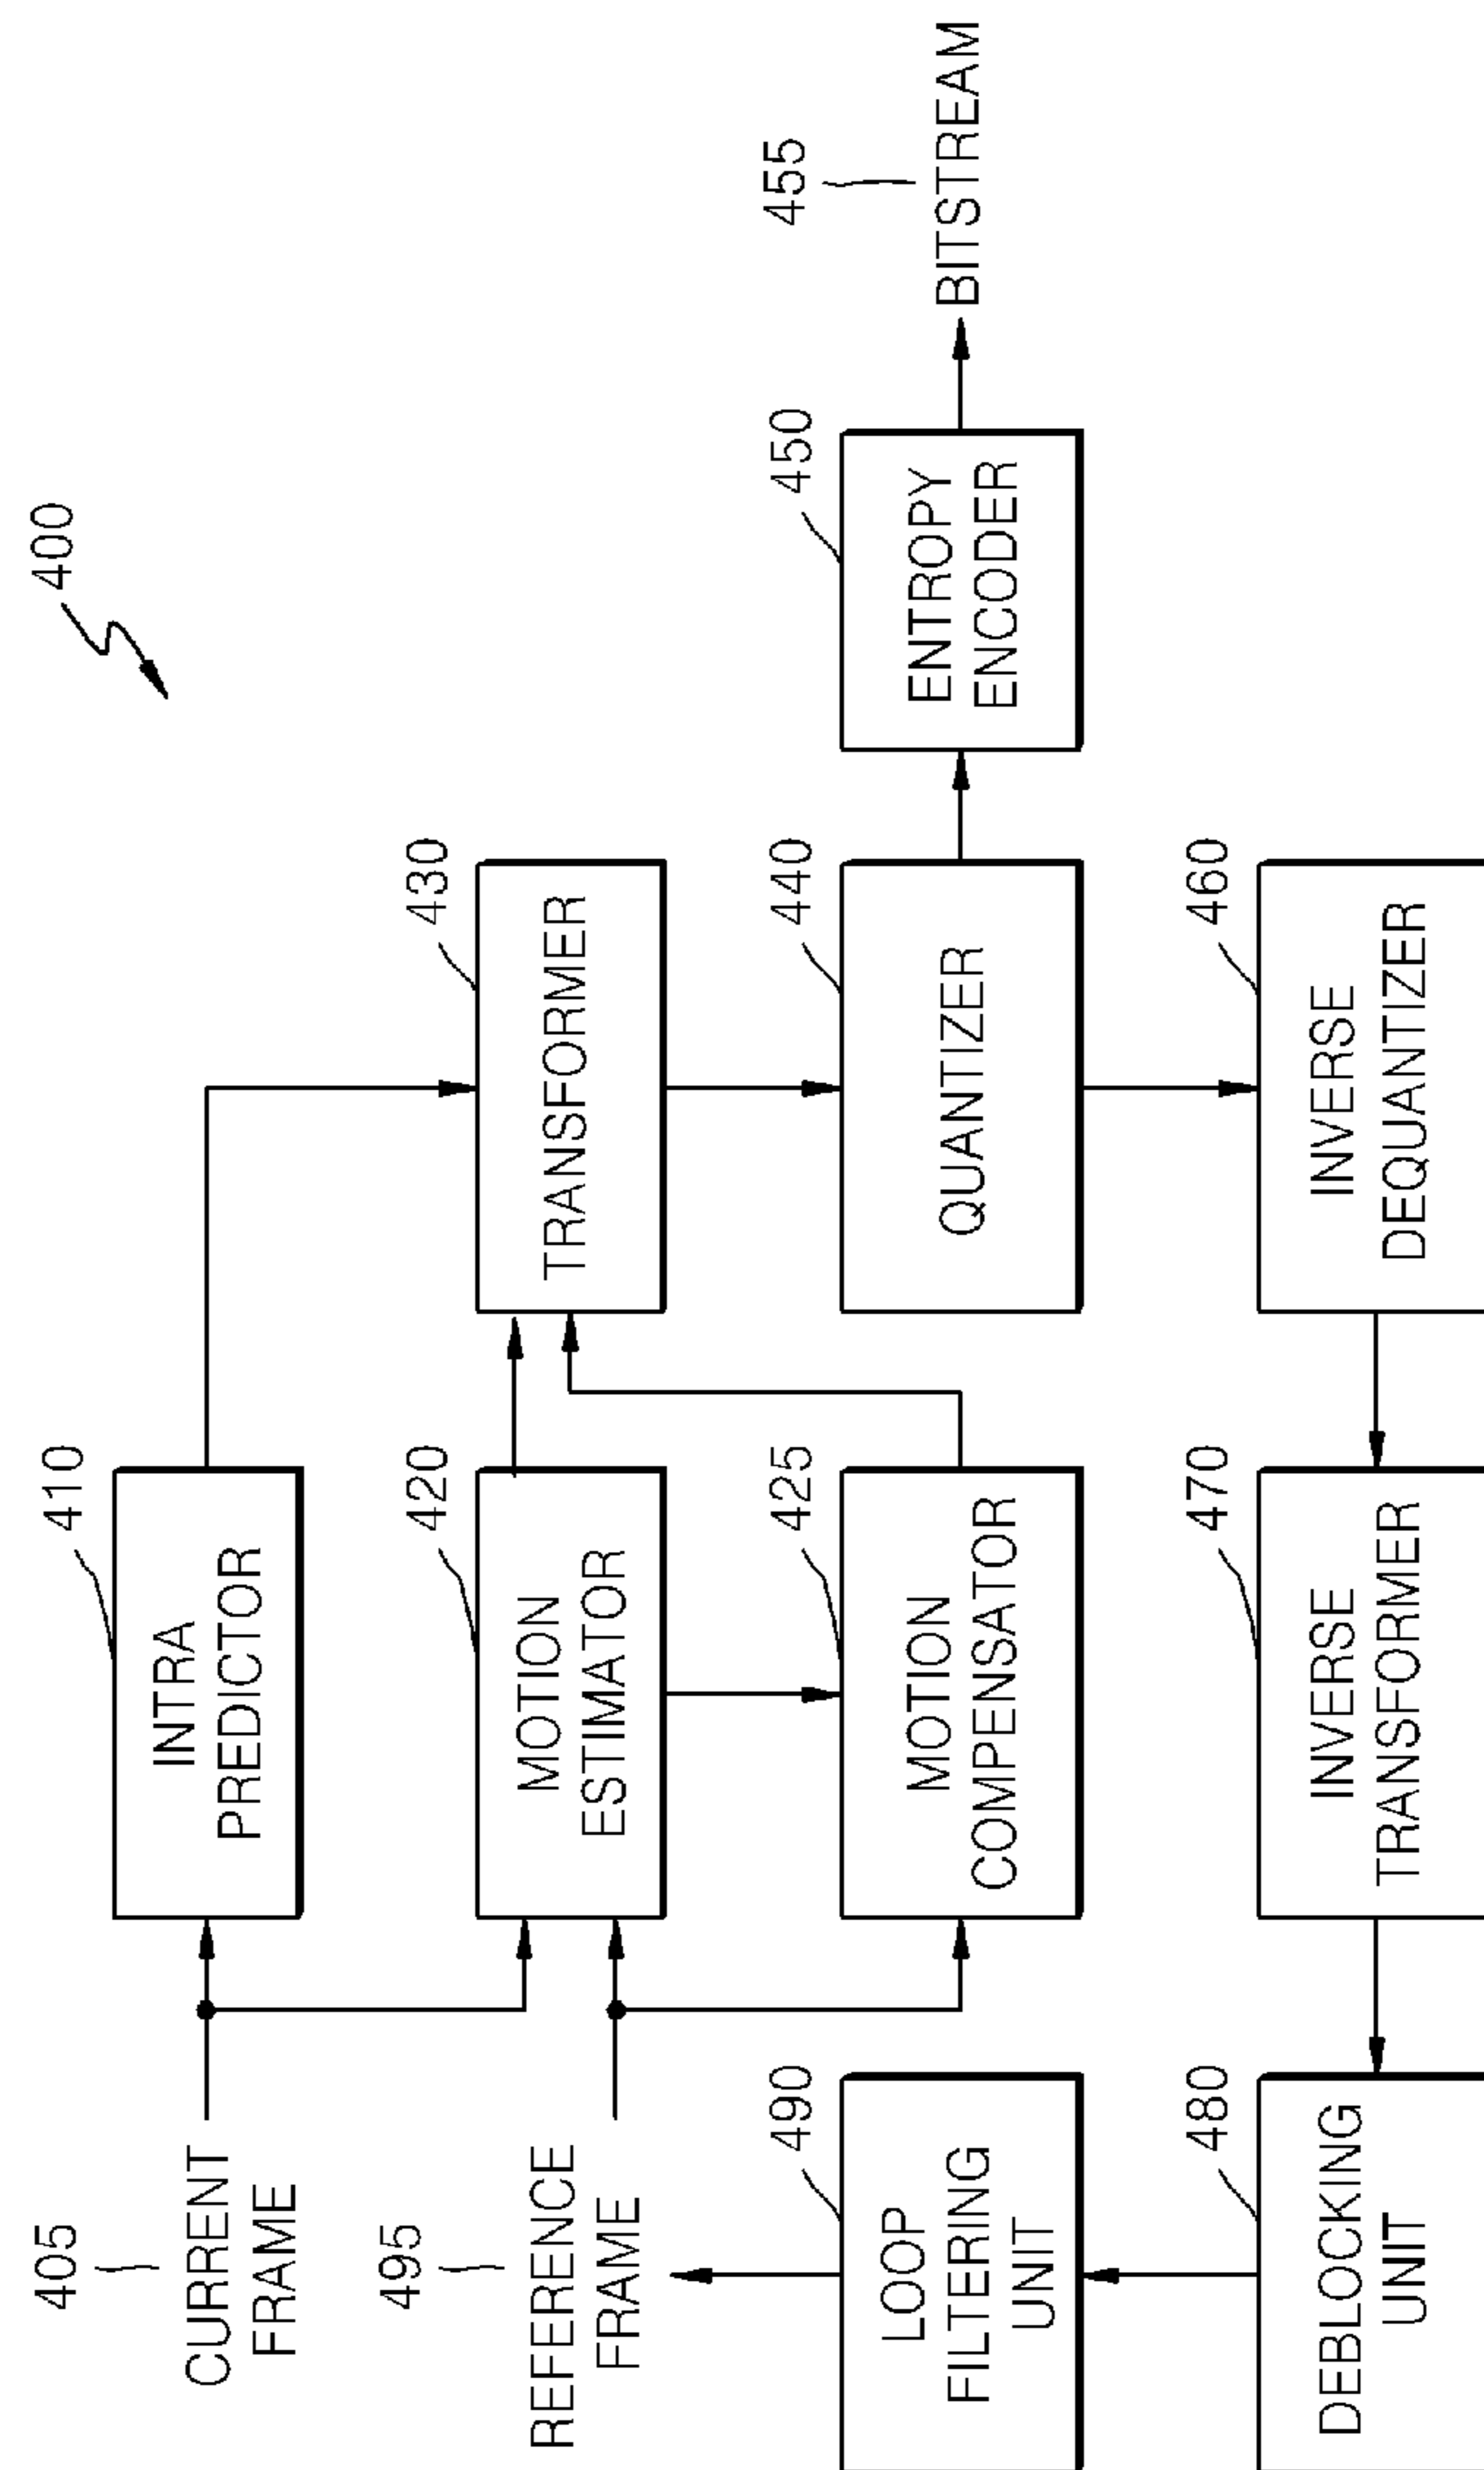 400
405
CURRENT
FRAME
410
INTRA
PREDICTOR
495
REFERENCE
FRAME
420
MOTION
ESTIMATOR
430
TRANSFORMER
490
LOOP
FILTERING
UNIT
425
MOTION
COMPENSATOR
440
QUANTIZER
450
ENTROPY
ENCODER
455
BITSTREAM
480
DEBLOCKING
UNIT
470
INVERSE
TRANSFORMER
460
INVERSE
DEQUANTIZER